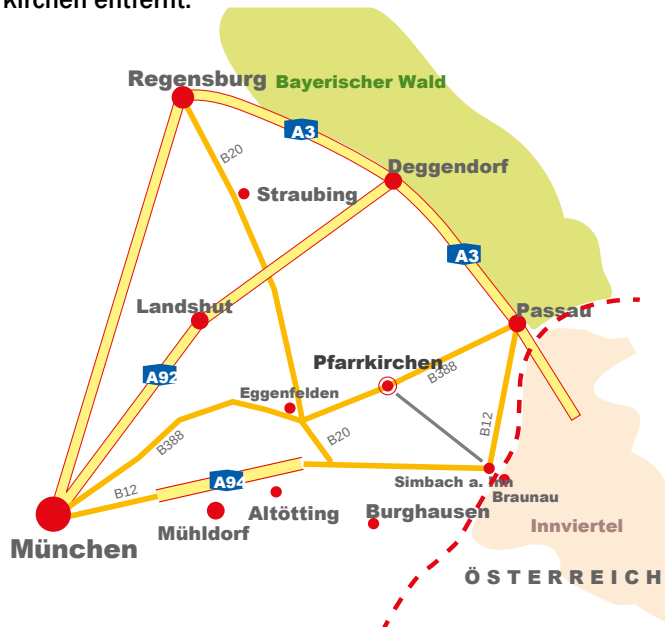 kirchen entfernt.
Regensburg
Bayerischer Wald
A3
B20
Deggendorf
Straubing
A3
Landshut
Passau
Pfarrkirchen
B388
A92
Eggenfelden
B388
B20
B12
A94
B12
Simbach a. Inn
Braunau
Altötting
Burghausen
Mühldorf
Innviertel
München
ÖSTERREICH